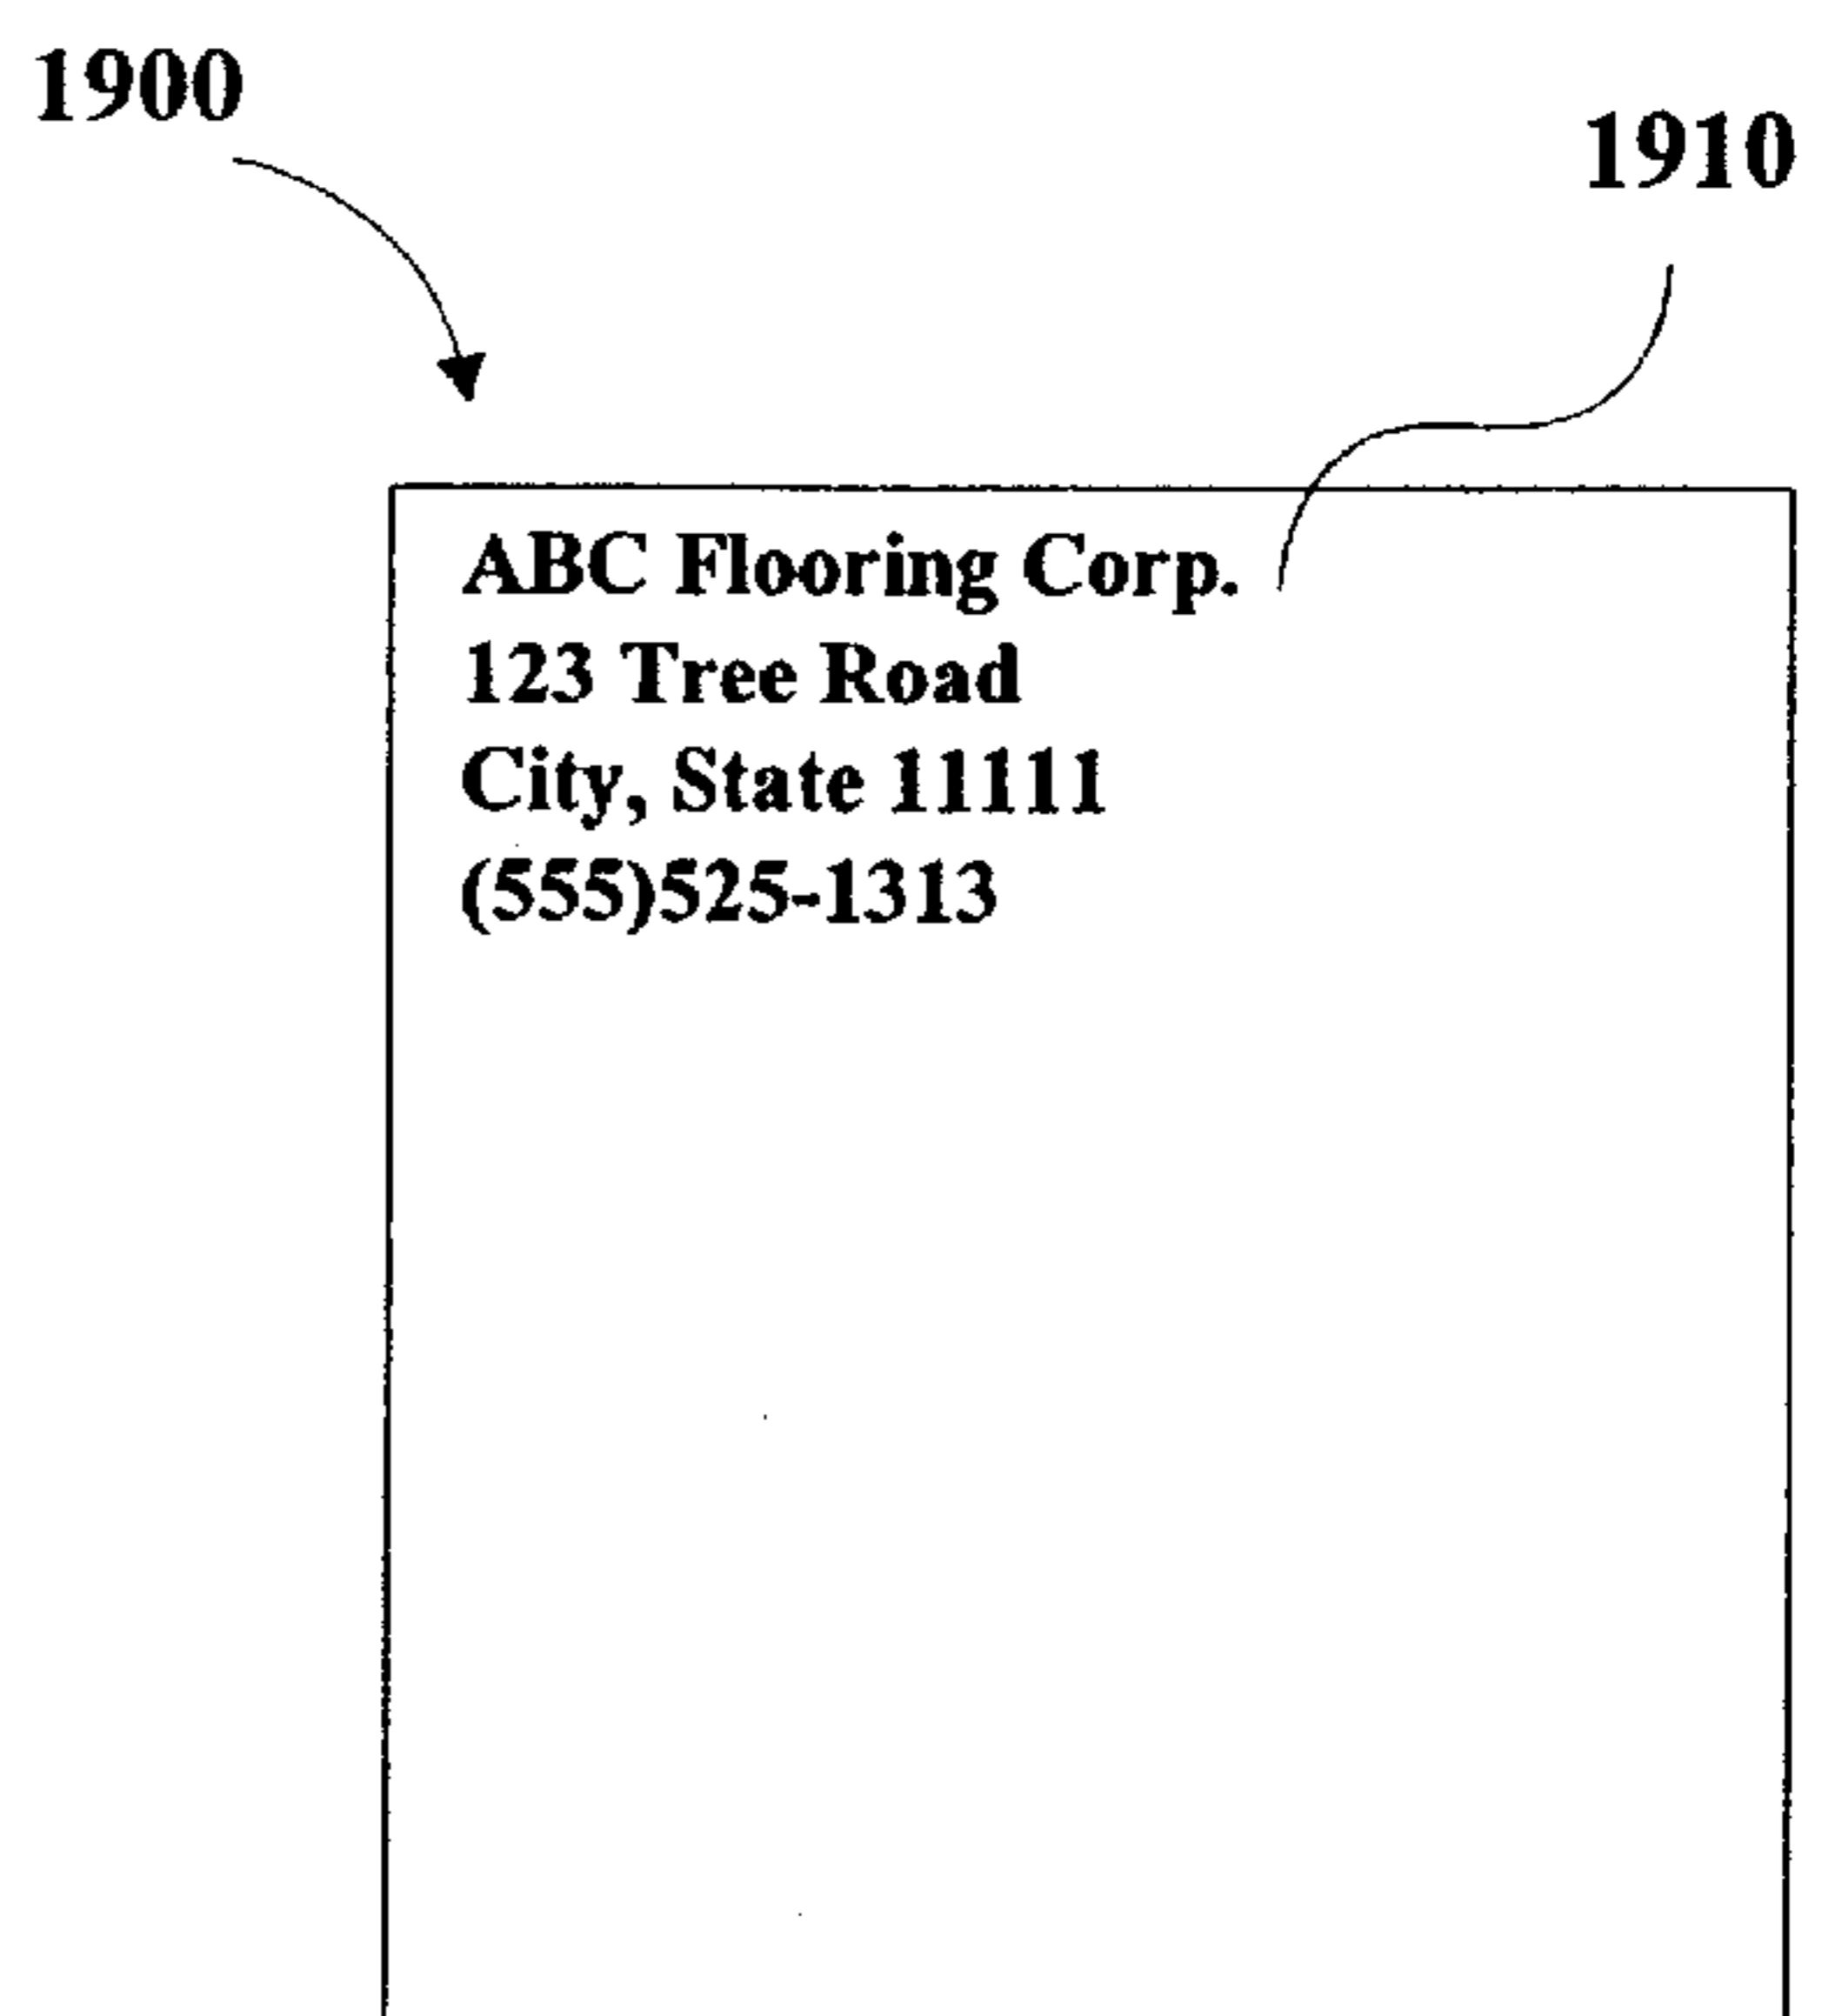 1900
1910
ABC Flooring Corp.
123 Tree Road
City, State 11111
(555)525-1313